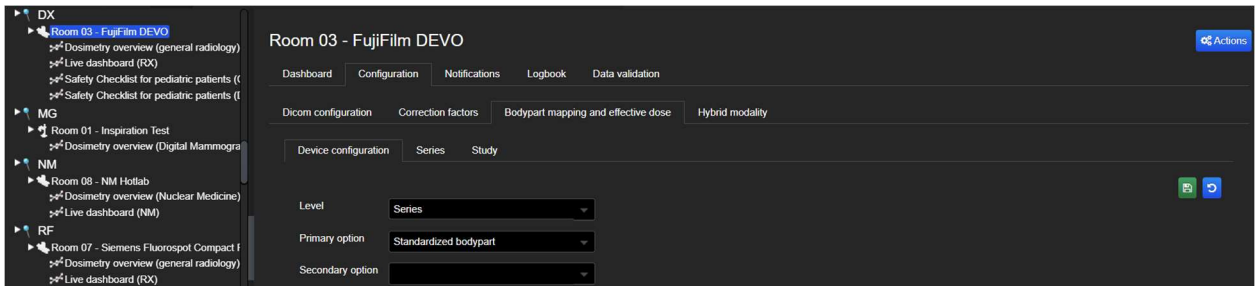 DX
Room 03 - FujiFilm DEVO
Dosimetry overview (general radiology)
Live dashboard (RX)
Safety Checklist for pediatric patients (
Safety Checklist for pediatric patients (
MG
Room 01 - Inspiration Test
Dosimetry overview (Digital Mammogra
NM
Room 08 - NM Hotlab
Dosimetry overview (Nuclear Medicine)
Live dashboard (NM)
RF
Room 07 - Siemens Fluorospot Compact
Dosimetry overview (general radiology)
Live dashboard (RX)
Room 03 - FujiFilm DEVO
Actions
Dashboard Configuration Notifications Logbook Data validation
Dicom configuration Correction factors Bodypart mapping and effective dose Hybrid modality
Device configuration Series Study
Level Series
Primary option Standardized bodypart
Secondary option